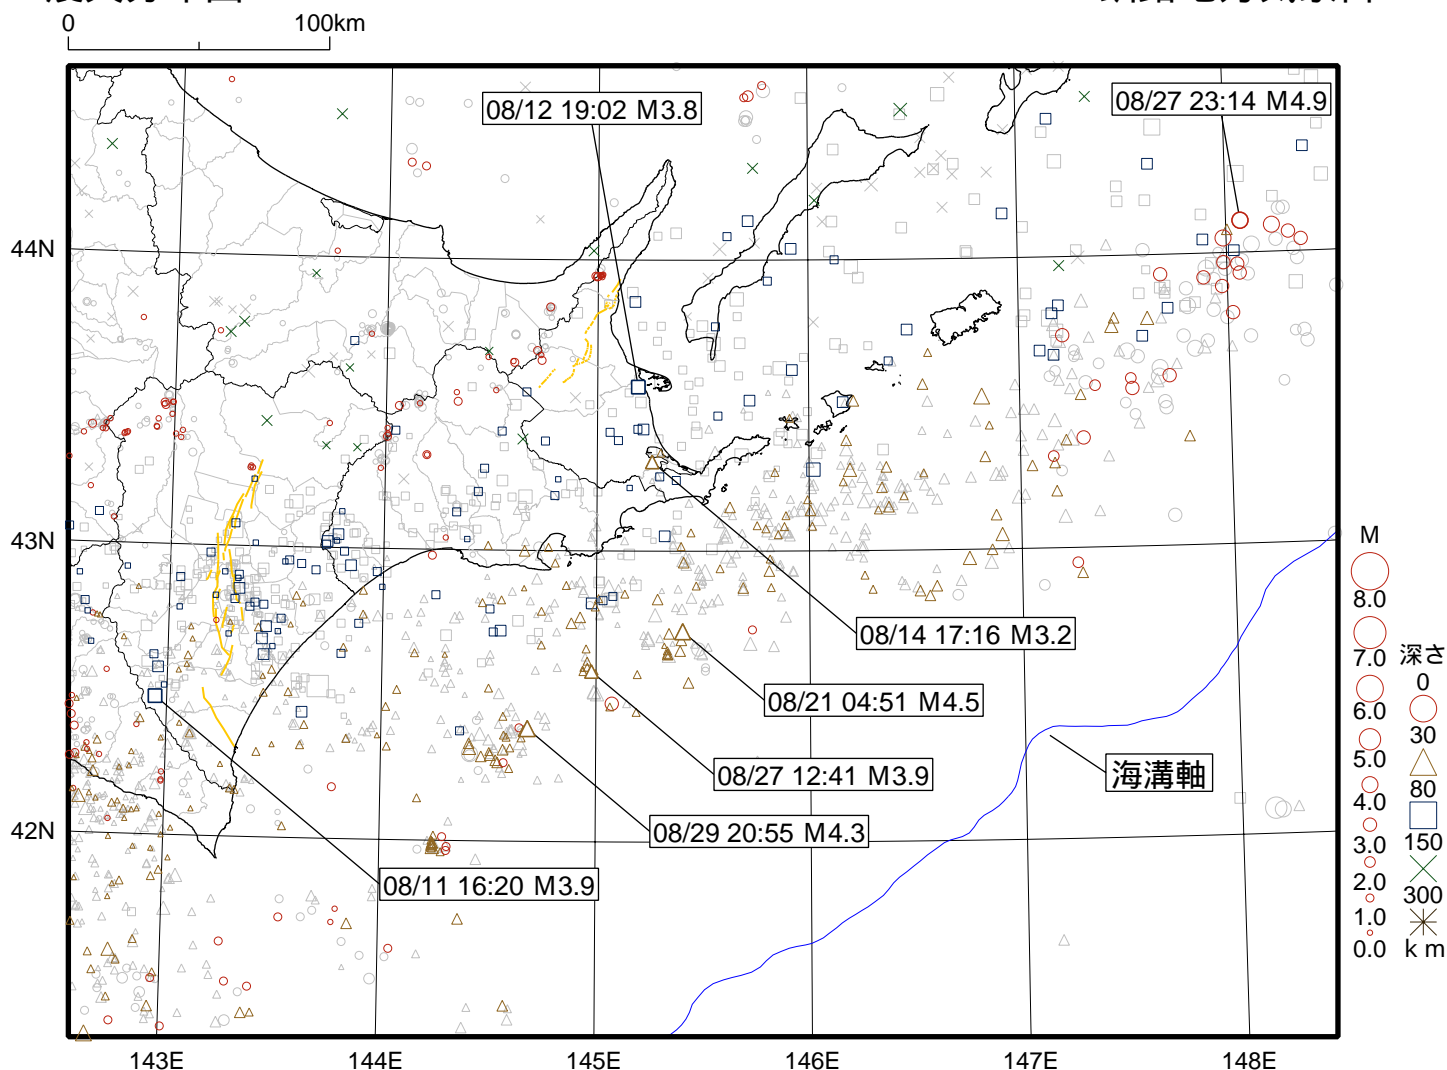 0 100km
08/12 19:02 M3.8
08/27 23:14 M4.9
44N
43N
42N
08/14 17:16 M3.2
08/21 04:51 M4.5
08/27 12:41 M3.9
海溝軸
08/29 20:55 M4.3
08/11 16:20 M3.9
M
8.0
7.0
6.0
5.0
4.0
3.0
2.0
1.0
0.0
深さ
0
30
80
150
300
km
143E 144E 145E 146E 147E 148E